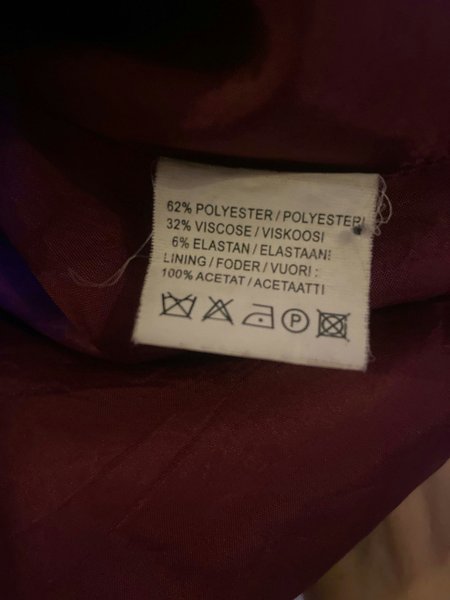 62% POLYESTER / POLYESTERI
32% VISCOSE / VISKOOSI
6% ELASTAN / ELASTAANI
LINING / FODER / VUORI :
100% ACETAT / ACETAATTI
P